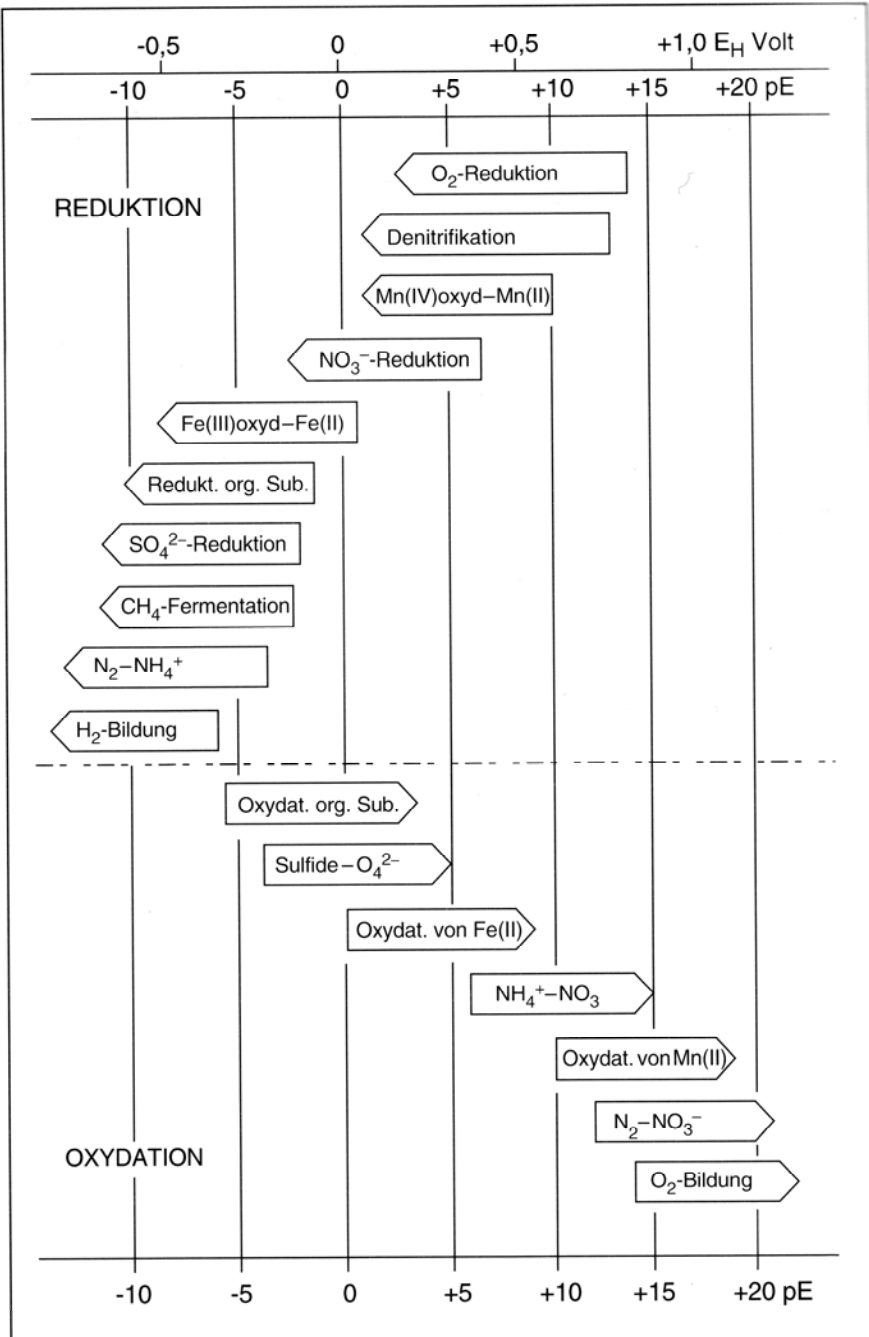 -0,5 0 +0,5 +1,0 E_H Volt
-10 -5 0 +5 +10 +15 +20 pE
O₂-Reduktion
REDUKTION
Denitrifikation
Mn(IV)oxyd–Mn(II)
NO₃⁻-Reduktion
Fe(III)oxyd–Fe(II)
Redukt. org. Sub.
SO₄²⁻-Reduktion
CH₄-Fermentation
N₂–NH₄⁺
H₂-Bildung
Oxydat. org. Sub.
Sulfide–O₄²⁻
Oxydat. von Fe(II)
NH₄⁺–NO₃
Oxydat. von Mn(II)
N₂–NO₃⁻
OXYDATION
O₂-Bildung
-10 -5 0 +5 +10 +15 +20 pE